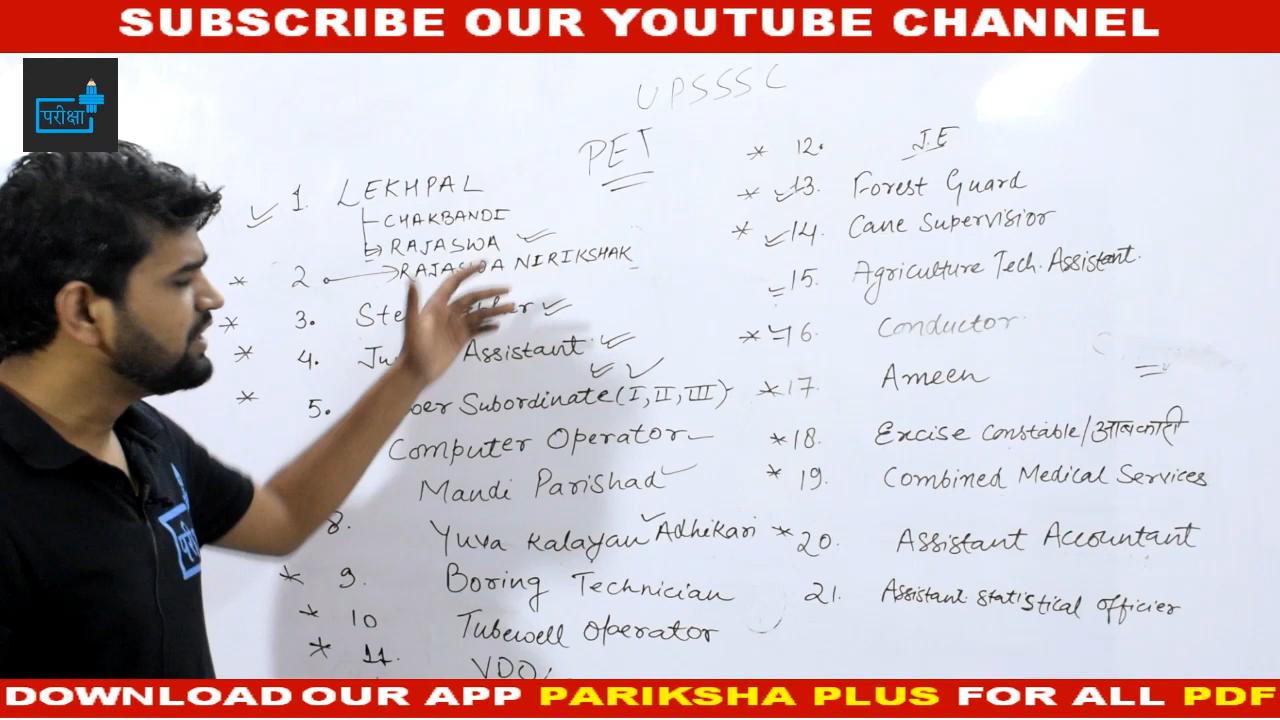 SUBSCRIBE OUR YOUTUBE CHANNEL
परीक्षा
UPSSSC
PET
1. LEKHPAL
CHAKBANDI
RAJASWA
2. RAJASWA NIRIKSHAK
3.
4. Assistant
5. Subordinate (I, II, III)
Computer Operator
Mandi Parishad
8. Yuva Kalayan Adhikari
9. Boring Technician
10 Tubewell Operator
11. VDO/
* 12. J.E
* 13. Forest Guard
* 14. Cane Supervisior
15. Agriculture Tech. Assistant.
* 16. Conductor
* 17. Ameen
* 18. Excise Constable/आबकारी
* 19. Combined Medical Services
* 20. Assistant Accountant
21. Assistant Statistical officier
DOWNLOAD OUR APP PARIKSHA PLUS FOR ALL PDF